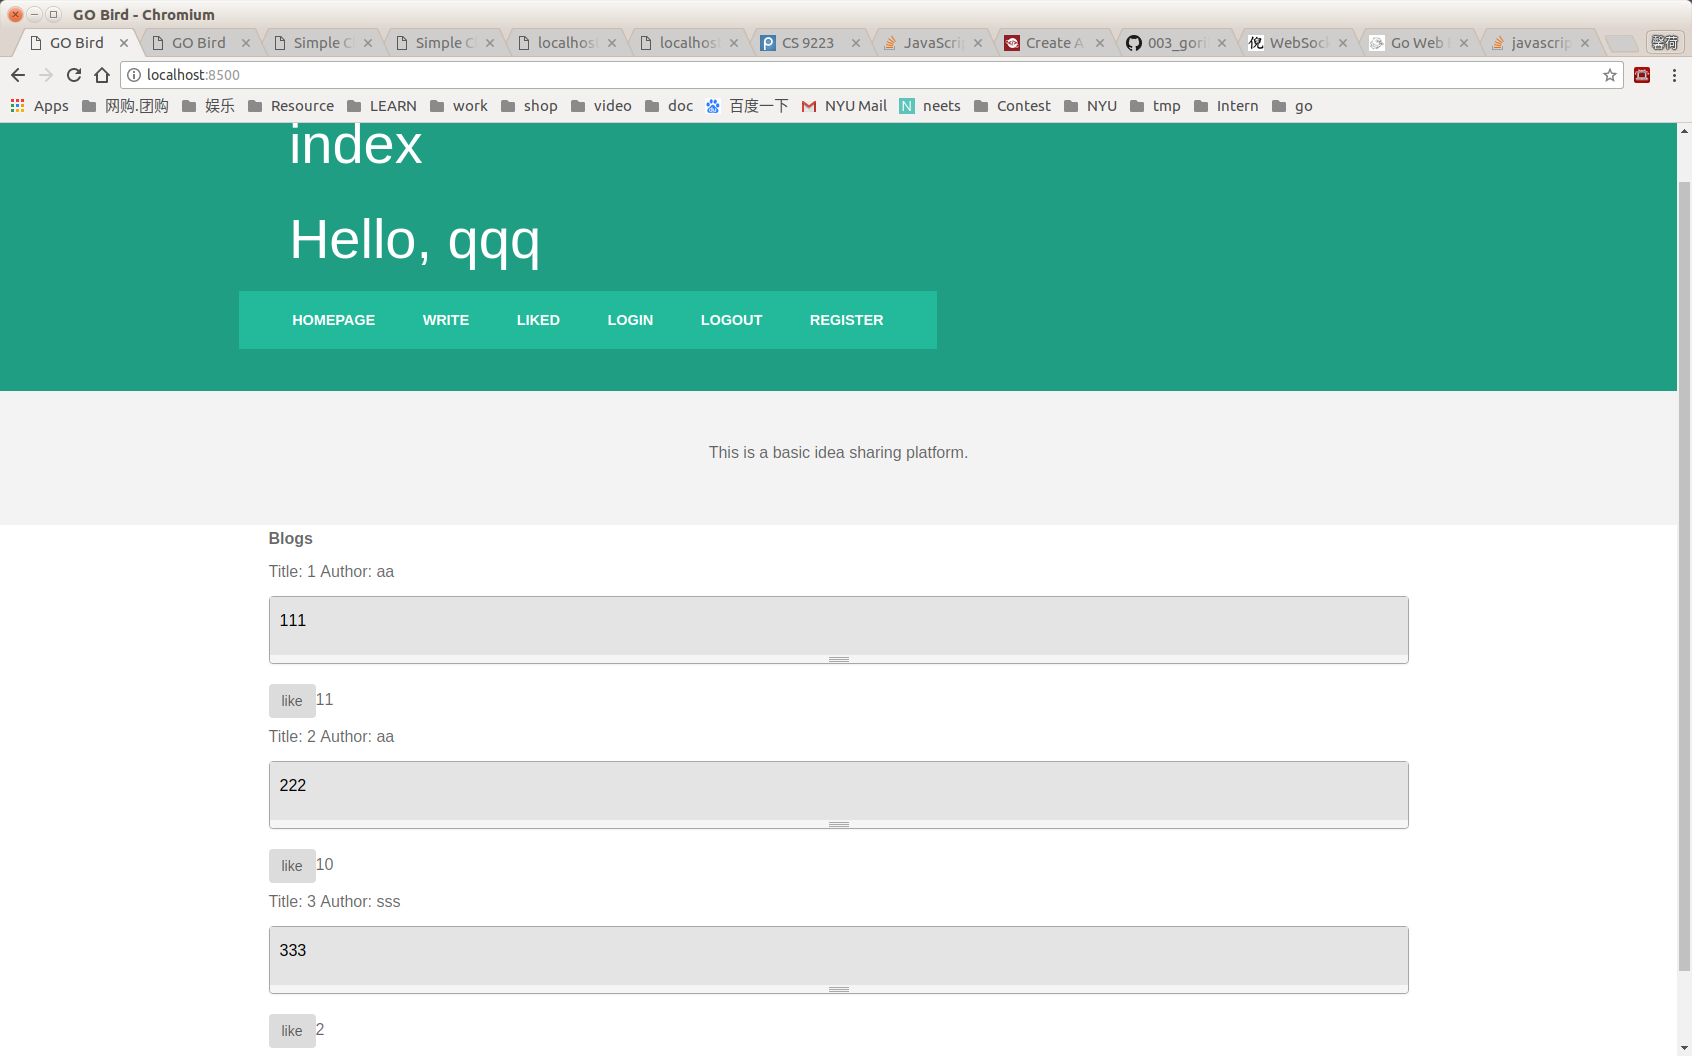 GO Bird - Chromium
GO Bird GO Bird Simple C Simple C localhost localhost CS 9223 JavaScrip Create A 003_gori WebSock Go Web javascrip 馨荷
localhost:8500
Apps 网购.团购 娱乐 Resource LEARN work shop video doc 百度一下 NYU Mail neets Contest NYU tmp Intern go
index
Hello, qqq
HOMEPAGE WRITE LIKED LOGIN LOGOUT REGISTER
This is a basic idea sharing platform.
Blogs
Title: 1 Author: aa
111
like 11
Title: 2 Author: aa
222
like 10
Title: 3 Author: sss
333
like 2